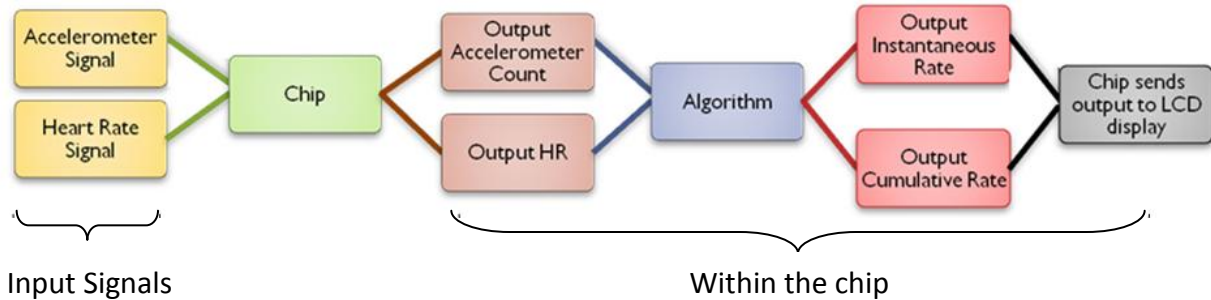 Accelerometer
Signal
Heart Rate
Signal
Chip
Output
Accelerometer
Count
Output HR
Algorithm
Output
Instantaneous
Rate
Output
Cumulative Rate
Chip sends
output to LCD
display
Input Signals
Within the chip